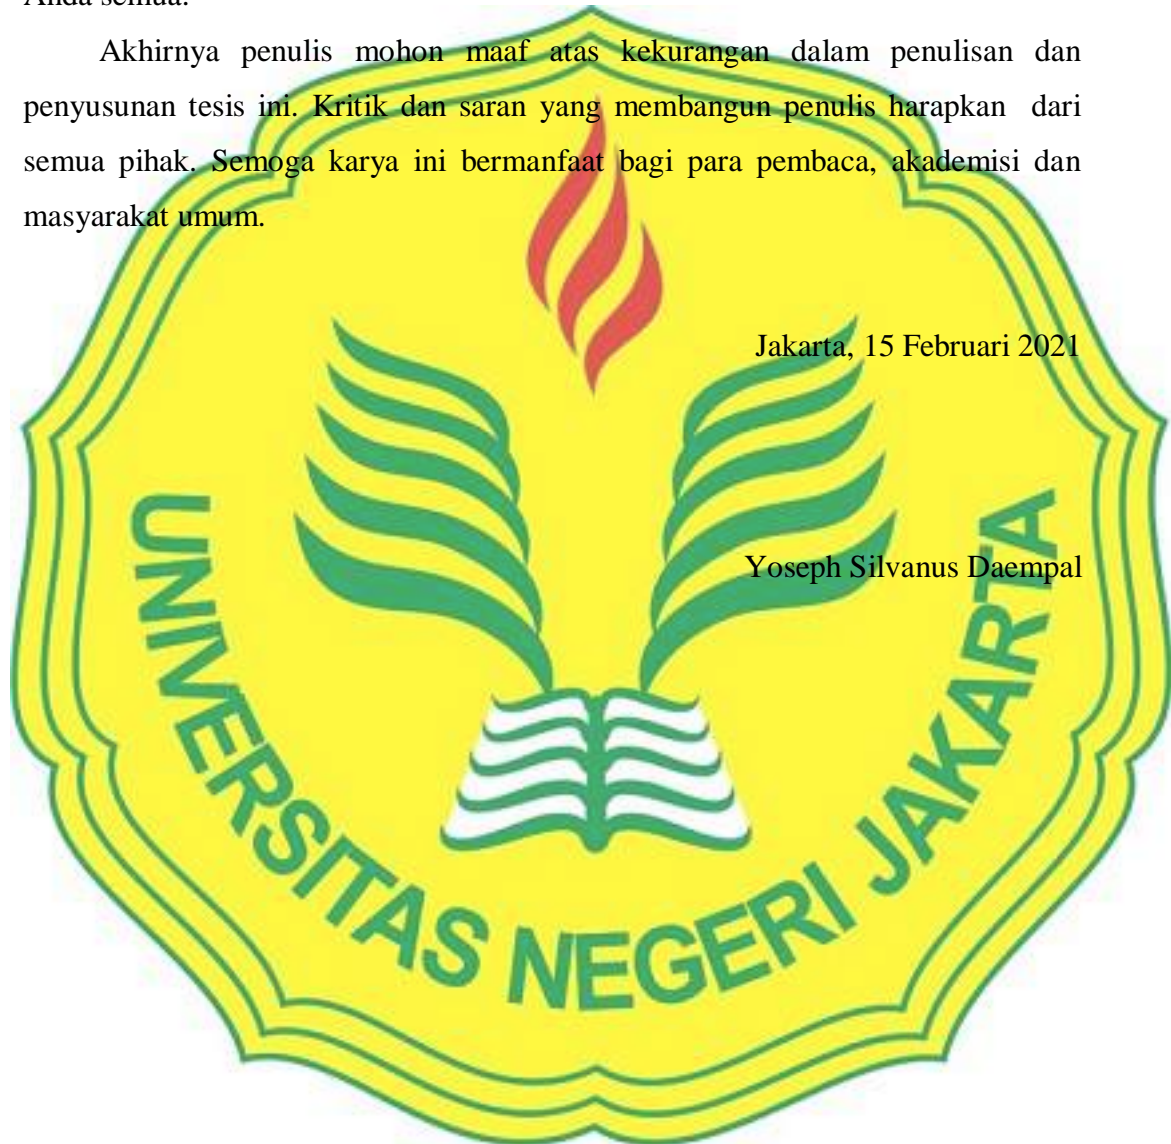 Anda semua.
Akhirnya penulis mohon maaf atas kekurangan dalam penulisan dan
penyusunan tesis ini. Kritik dan saran yang membangun penulis harapkan dari
semua pihak. Semoga karya ini bermanfaat bagi para pembaca, akademisi dan
masyarakat umum.
Jakarta, 15 Februari 2021
Yoseph Silvanus Daempal
UNIVERSITAS NEGERI JAKARTA